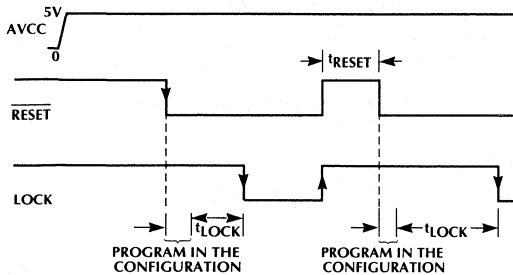 5V
AVCC
0
tRESET
RESET
LOCK
tLOCK
tLOCK
PROGRAM IN THE
CONFIGURATION
PROGRAM IN THE
CONFIGURATION